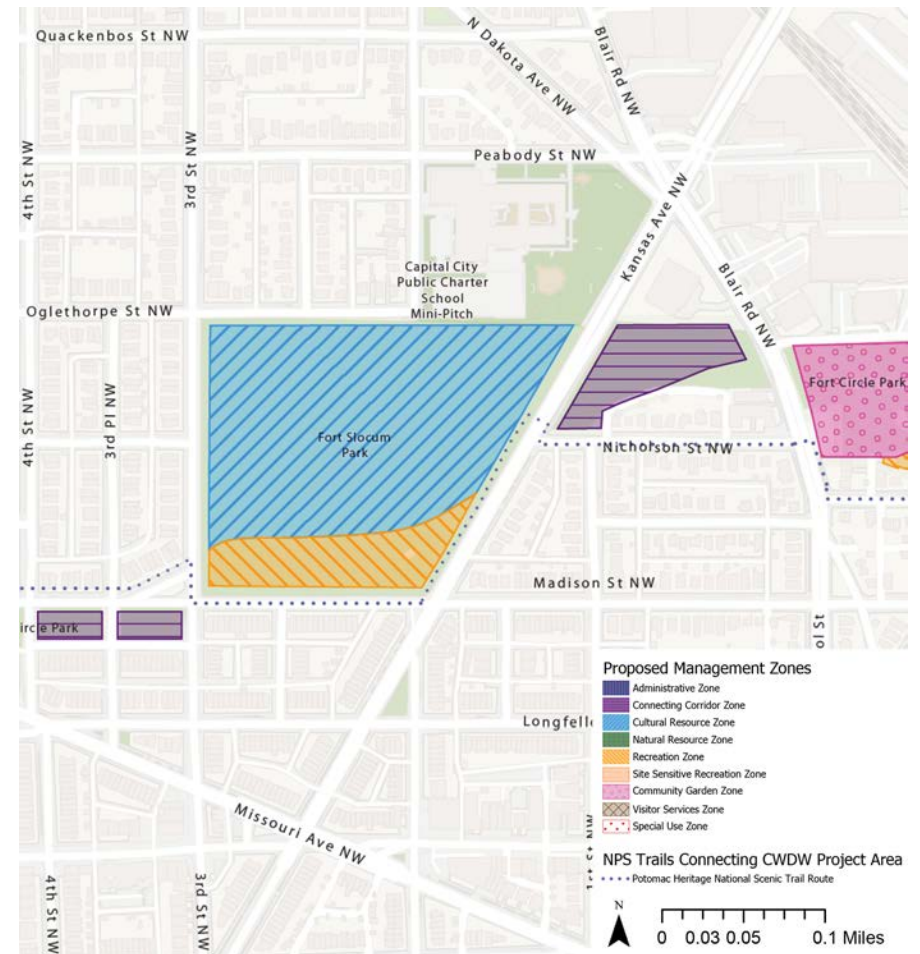 Quackenbos St NW
N Dakota Ave NW
Blair Rd NW
4th St NW
3rd St NW
Peabody St NW
Kansas Ave NW
Capital City
Public Charter
School
Mini-Pitch
Blair Rd NW
Oglethorpe St NW
4th St NW
3rd Pl NW
Fort Slocum
Park
Fort Circle Park
Nicholson St NW
Madison St NW
ircle Park
ol St
Longfell
Missouri Ave NW
1st St NW
4th St NW
3rd St NW
Proposed Management Zones
Administrative Zone
Connecting Corridor Zone
Cultural Resource Zone
Natural Resource Zone
Recreation Zone
Site Sensitive Recreation Zone
Community Garden Zone
Visitor Services Zone
Special Use Zone
NPS Trails Connecting CWDW Project Area
Potomac Heritage National Scenic Trail Route
N
0 0.03 0.05 0.1 Miles